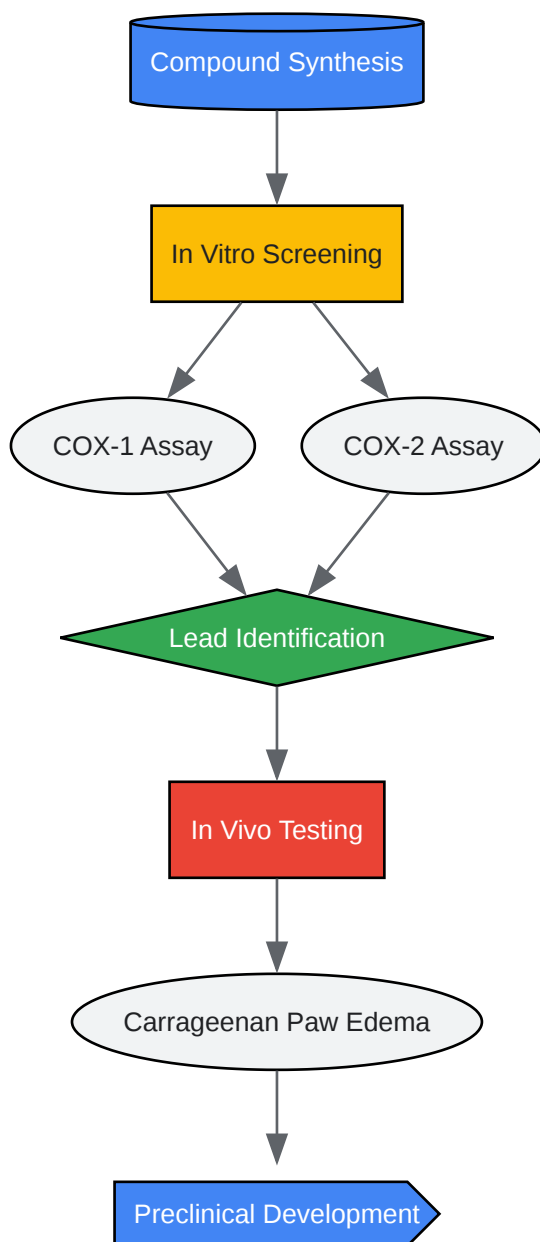 Compound Synthesis
In Vitro Screening
COX-1 Assay
COX-2 Assay
Lead Identification
In Vivo Testing
Carrageenan Paw Edema
Preclinical Development